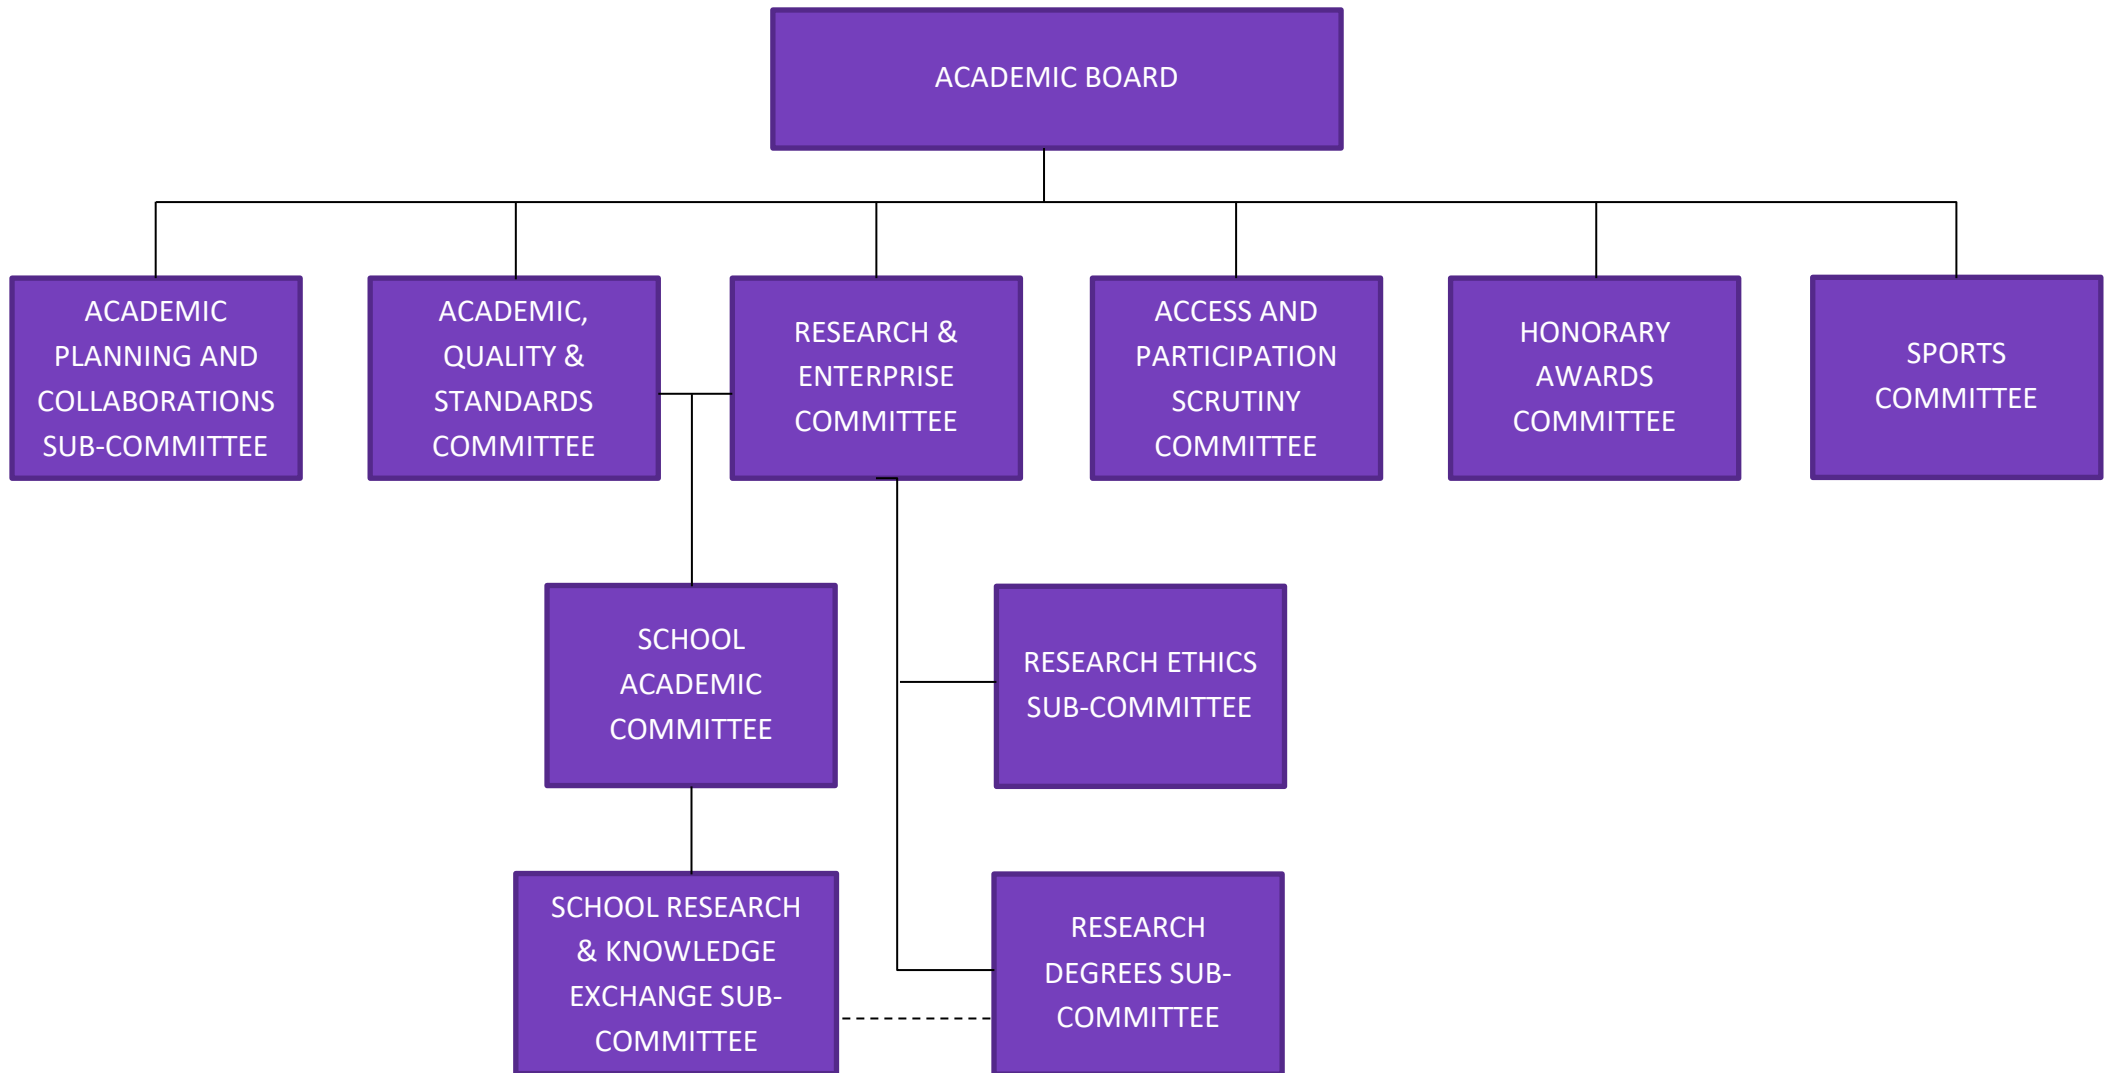 ACADEMIC BOARD
ACADEMIC
PLANNING AND
COLLABORATIONS
SUB-COMMITTEE
ACADEMIC,
QUALITY &
STANDARDS
COMMITTEE
RESEARCH &
ENTERPRISE
COMMITTEE
ACCESS AND
PARTICIPATION
SCRUTINY
COMMITTEE
HONORARY
AWARDS
COMMITTEE
SPORTS
COMMITTEE
SCHOOL
ACADEMIC
COMMITTEE
RESEARCH ETHICS
SUB-COMMITTEE
SCHOOL RESEARCH
& KNOWLEDGE
EXCHANGE SUB-
COMMITTEE
RESEARCH
DEGREES SUB-
COMMITTEE